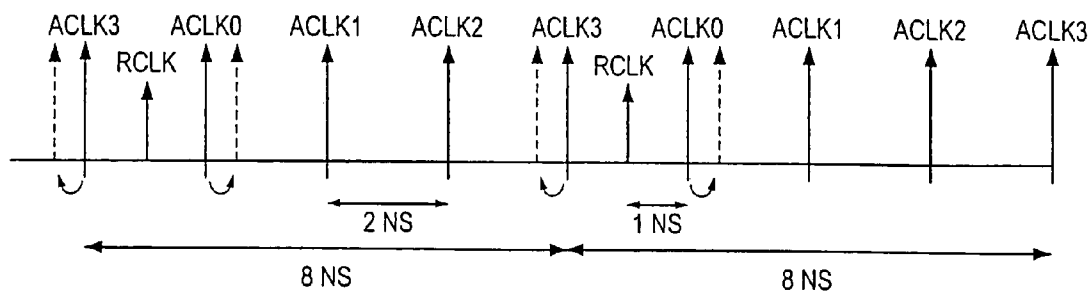 ACLK3 ACLK0 ACLK1 ACLK2 ACLK3 ACLK0 ACLK1 ACLK2 ACLK3
RCLK RCLK
2 NS 1 NS
8 NS 8 NS